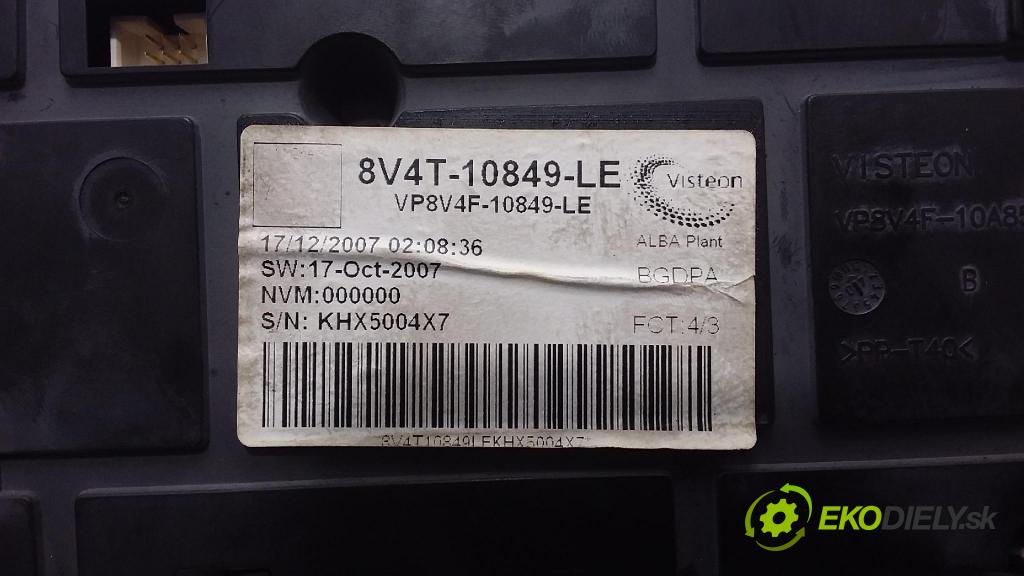 8V4T-10849-LE
VP8V4F-10849-LE
Visteon
ALBA Plant
17/12/2007 02:08:36
SW:17-Oct-2007
BGDPA
NVM:000000
S/N: KHX5004X7
FCT:4/3
*8V4T10849LEKHX5004X7*
VISTEON
VP8V4F-10A85
B
>PP-T40<
EKODIELY.sk